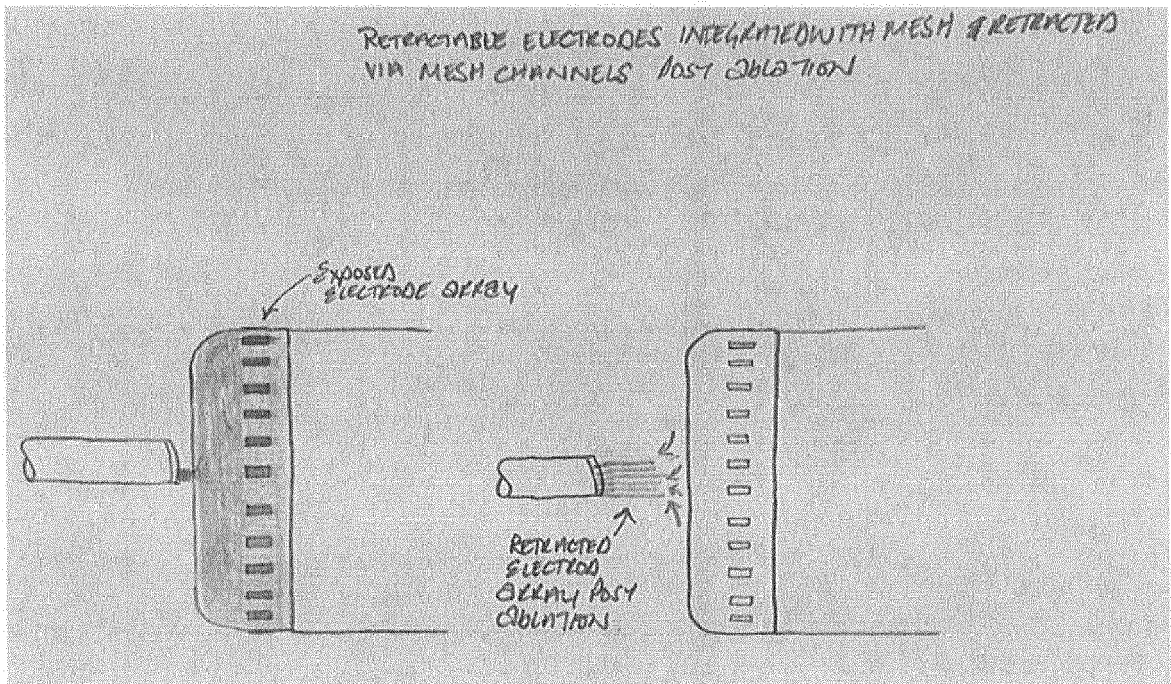 RETRACTABLE ELECTRODES INTEGRATED WITH MESH & RETRACTED
VIA MESH CHANNELS POST ABLATION
EXPOSED
ELECTRODE ARRAY
RETRACTED
ELECTROD
ARRAY POST
ABLATION